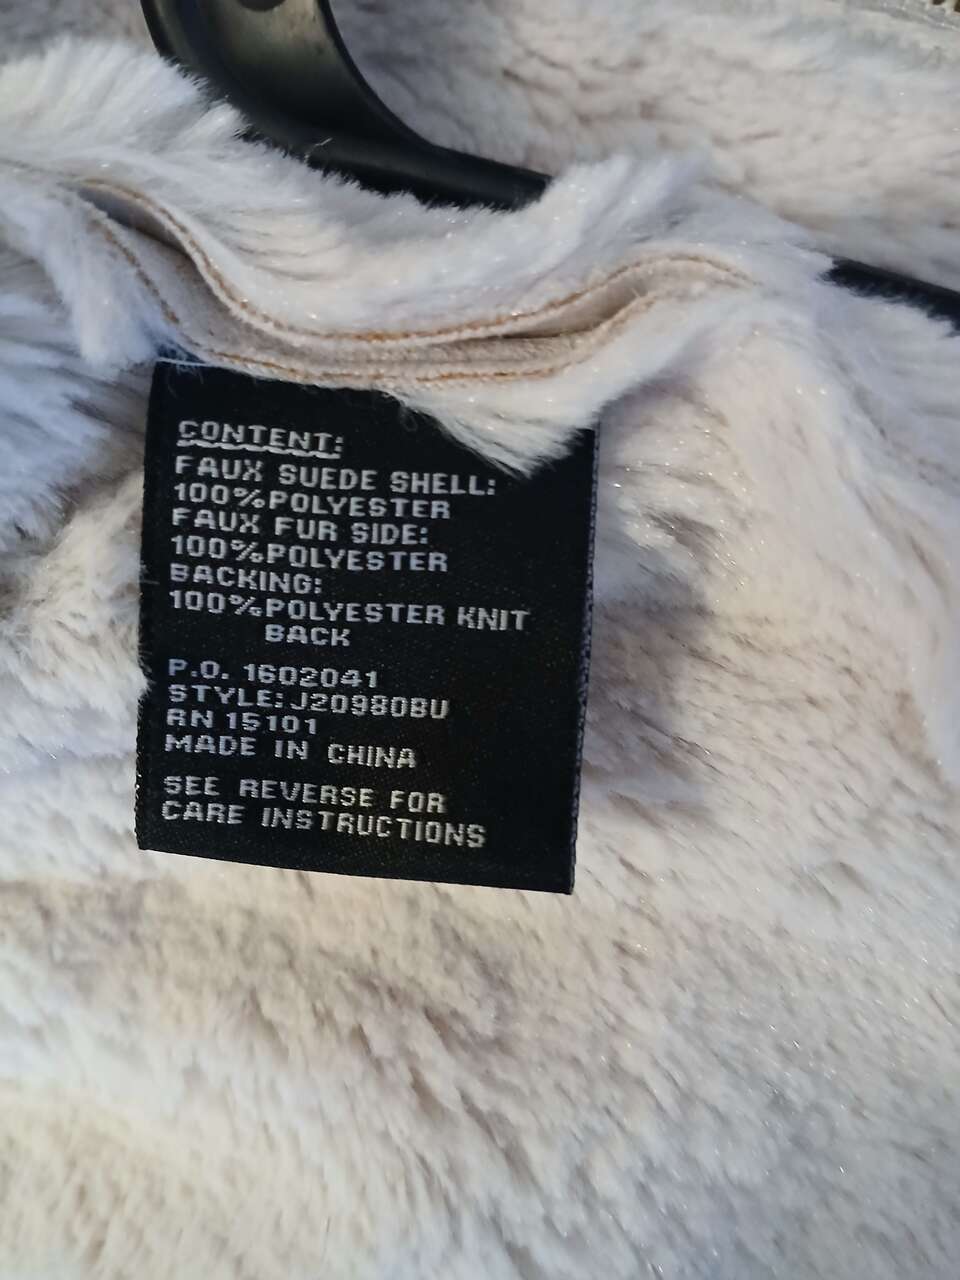 CONTENT:
FAUX SUEDE SHELL:
100%POLYESTER
FAUX FUR SIDE:
100%POLYESTER
BACKING:
100%POLYESTER KNIT
BACK
P.O. 1602041
STYLE:J20980BU
RN 15101
MADE IN CHINA
SEE REVERSE FOR
CARE INSTRUCTIONS